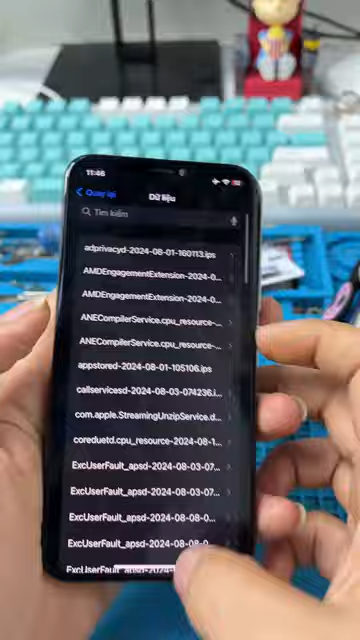 11:46
Quay lại
Dữ liệu
Tìm kiếm
adprivacyd-2024-08-01-160113.ips
AMDEngagementExtension-2024-0...
AMDEngagementExtension-2024-0...
ANECompilerService.cpu_resource-...
ANECompilerService.cpu_resource-...
appstored-2024-08-01-105106.ips
callservicesd-2024-08-03-074236.i...
com.apple.StreamingUnzipService.d...
coreduetd.cpu_resource-2024-08-1...
ExcUserFault_apsd-2024-08-03-07...
ExcUserFault_apsd-2024-08-03-07...
ExcUserFault_apsd-2024-08-08-0...
ExcUserFault_apsd-2024-08-08-0...
ExcUserFault_apsd-2024-